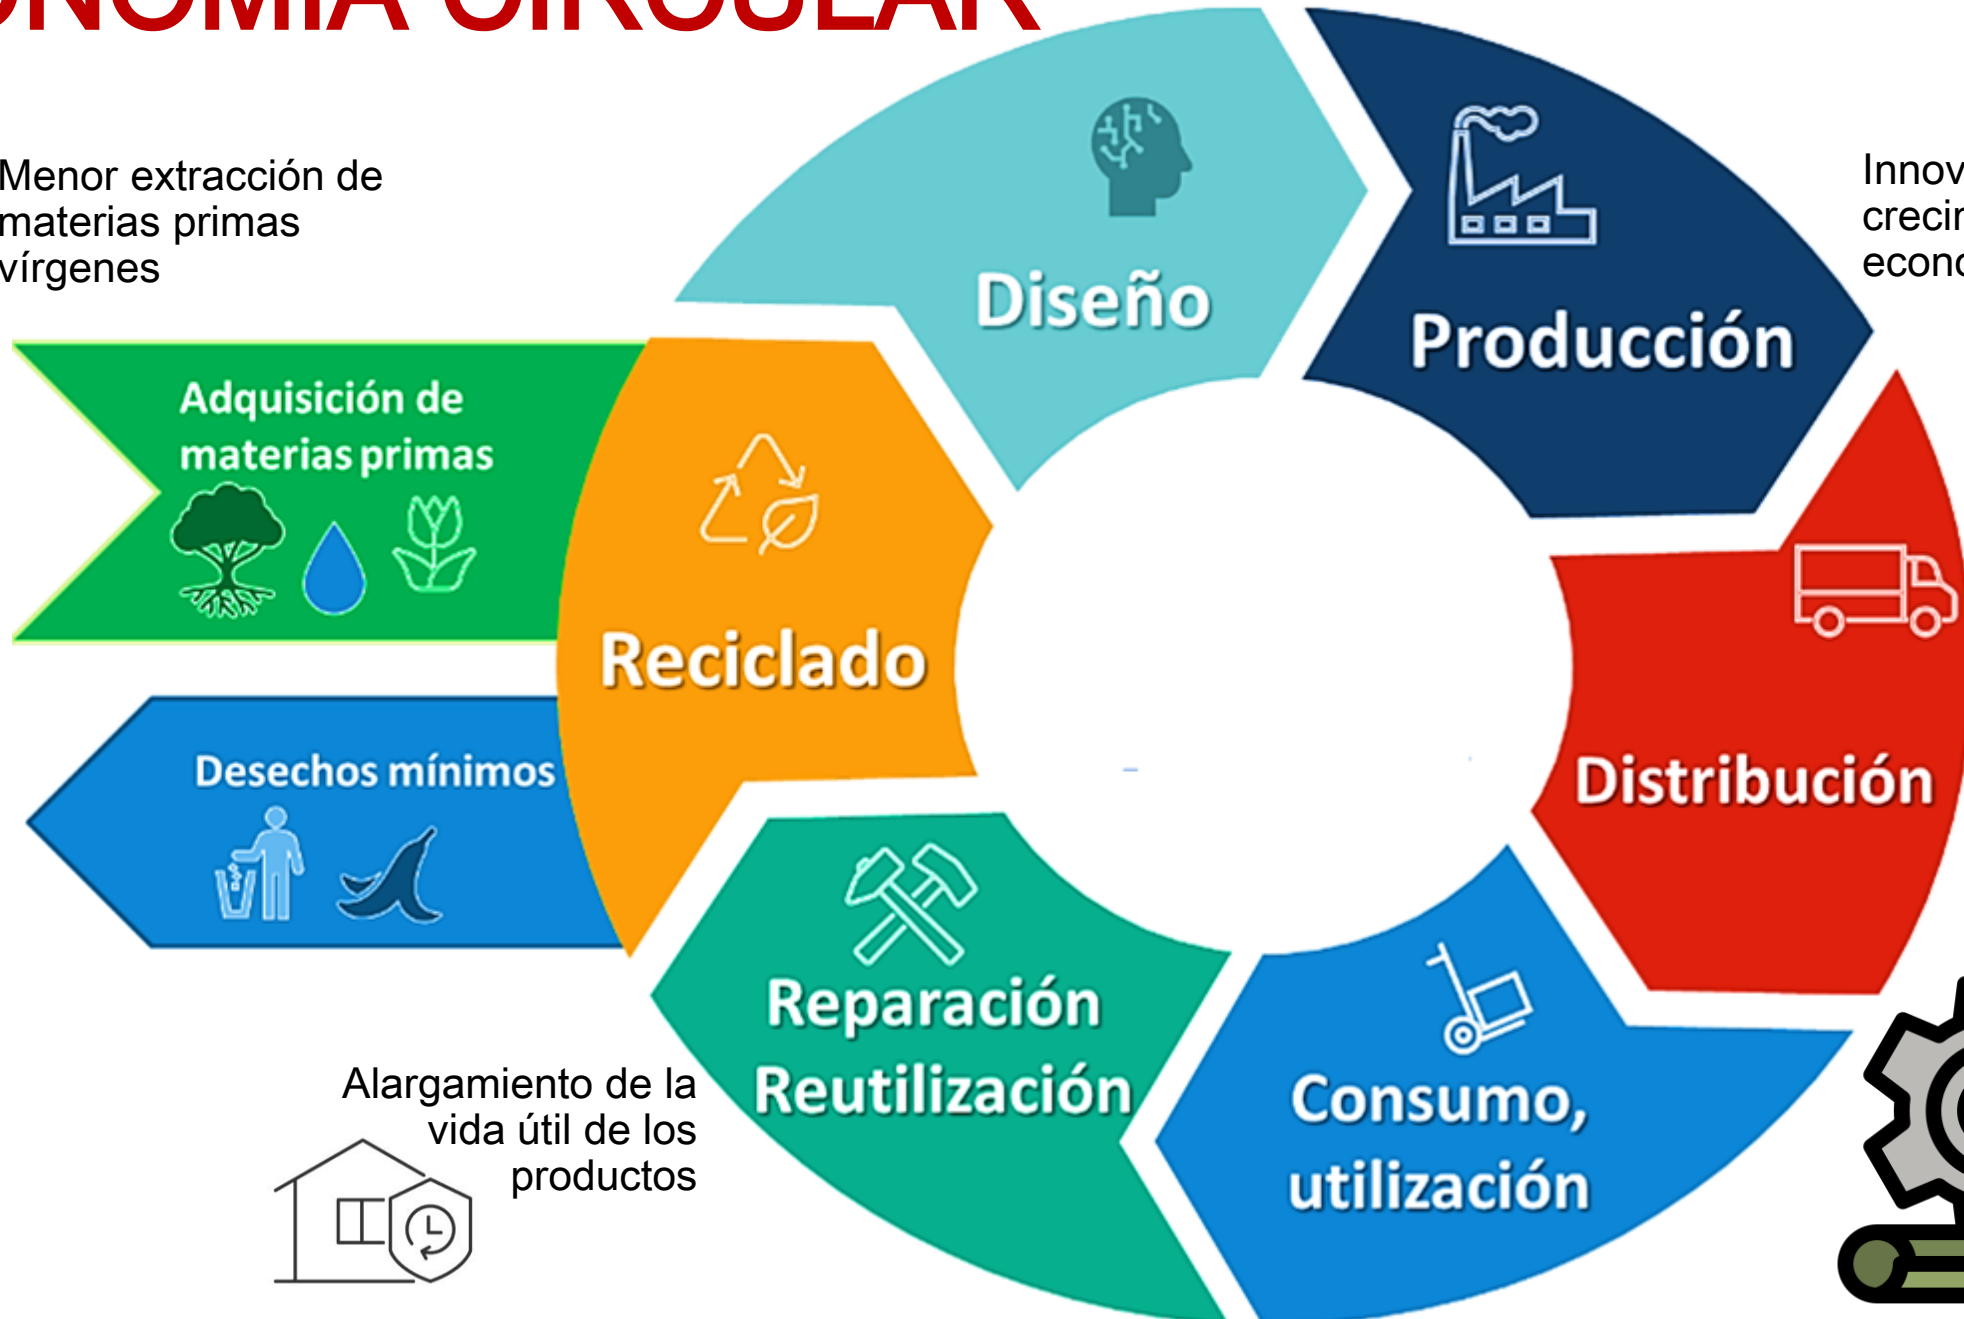 CIRCULAR
Menor extracción de
materias primas
vírgenes
Diseño
Producción
Adquisición de
materias primas
Reciclado
Distribución
Desechos mínimos
Reparación
Reutilización
Consumo,
utilización
Alargamiento de la
vida útil de los
productos